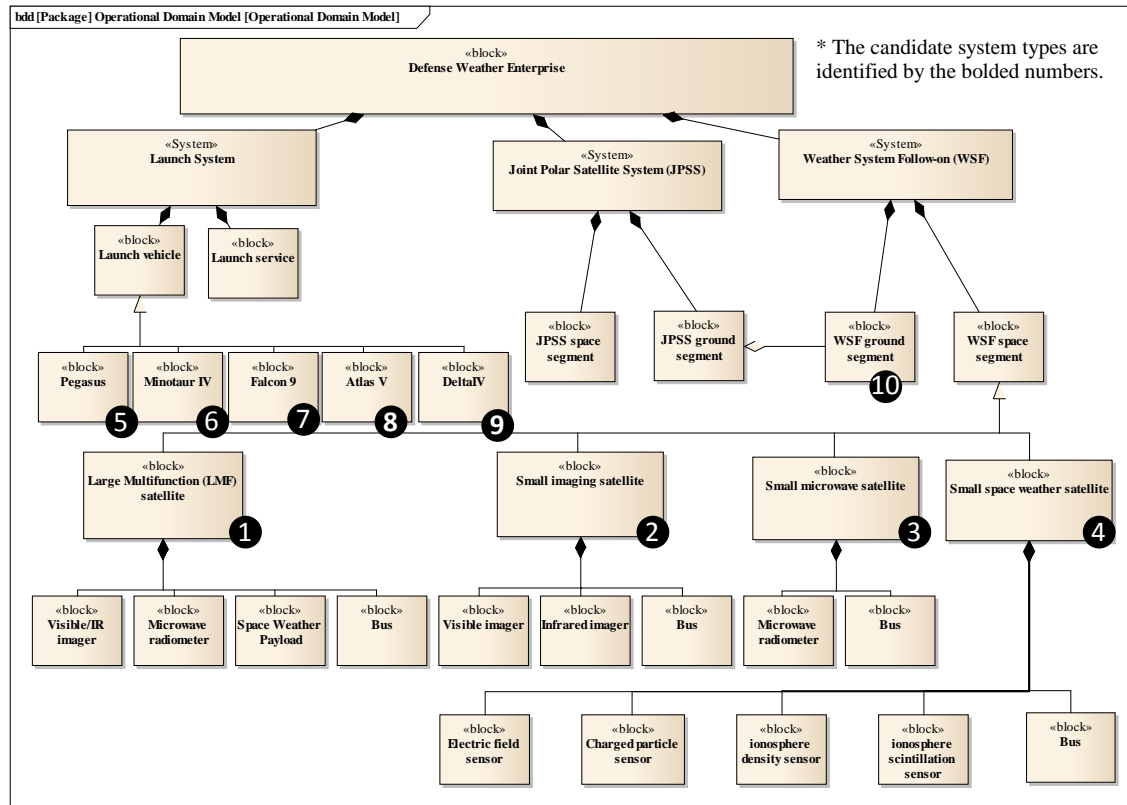 bdd [Package] Operational Domain Model [Operational Domain Model]
* The candidate system types are
identified by the bolded numbers.
«block»
Defense Weather Enterprise
«System»
Launch System
«System»
Joint Polar Satellite System (JPSS)
«System»
Weather System Follow-on (WSF)
«block»
Launch vehicle
«block»
Launch service
«block»
JPSS space
segment
«block»
JPSS ground
segment
«block»
WSF ground
segment
10
«block»
WSF space
segment
«block»
Pegasus
5
«block»
Minotaur IV
6
«block»
Falcon 9
7
«block»
Atlas V
8
«block»
DeltaIV
9
«block»
Large Multifunction (LMF)
satellite
1
«block»
Small imaging satellite
2
«block»
Small microwave satellite
3
«block»
Small space weather satellite
4
«block»
Visible/IR
imager
«block»
Microwave
radiometer
«block»
Space Weather
Payload
«block»
Bus
«block»
Visible imager
«block»
Infrared imager
«block»
Bus
«block»
Microwave
radiometer
«block»
Bus
«block»
Electric field
sensor
«block»
Charged particle
sensor
«block»
ionosphere
density sensor
«block»
ionosphere
scintillation
sensor
«block»
Bus